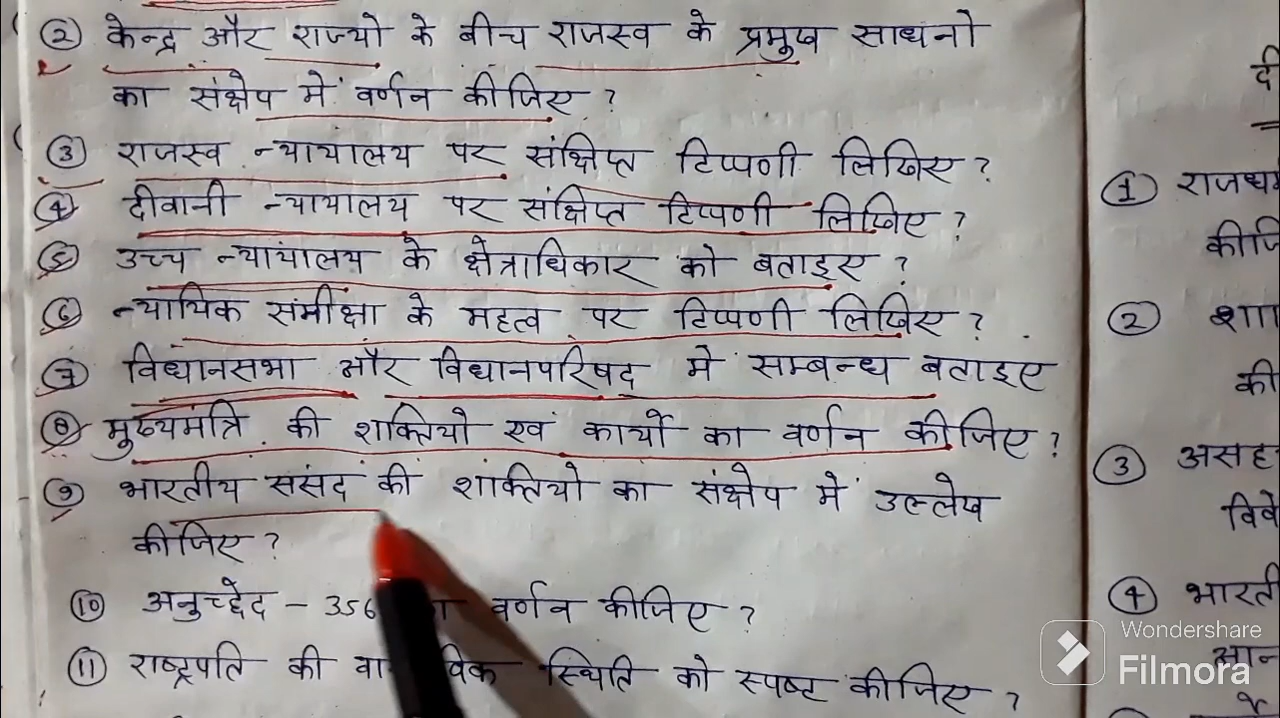 ② केन्द्र और राज्यो के बीच राजस्व के प्रमुख साधनो
का संक्षेप में वर्णन कीजिए ?
③ राजस्व न्यायालय पर संक्षिप्त टिप्पणी लिखिए ?
④ दीवानी न्यायालय पर संक्षिप्त टिप्पणी लिखिए ?
⑤ उच्च न्यायालय के क्षेत्राधिकार को बताइए ?
⑥ न्यायिक समीक्षा के महत्व पर टिप्पणी लिखिए ?
⑦ विधानसभा और विधानपरिषद में सम्बन्ध बताइए
⑧ मुख्यमंत्रि की शक्तियो एवं कार्यो का वर्णन कीजिए ?
⑨ भारतीय संसद की शक्तियो का संक्षेप में उल्लेख
कीजिए ?
⑩ अनुच्छेद - 356 वर्णन कीजिए ?
⑪ राष्ट्रपति की स्थिति को स्पष्ट कीजिए ?
①
②
③
④
Wondershare
Filmora